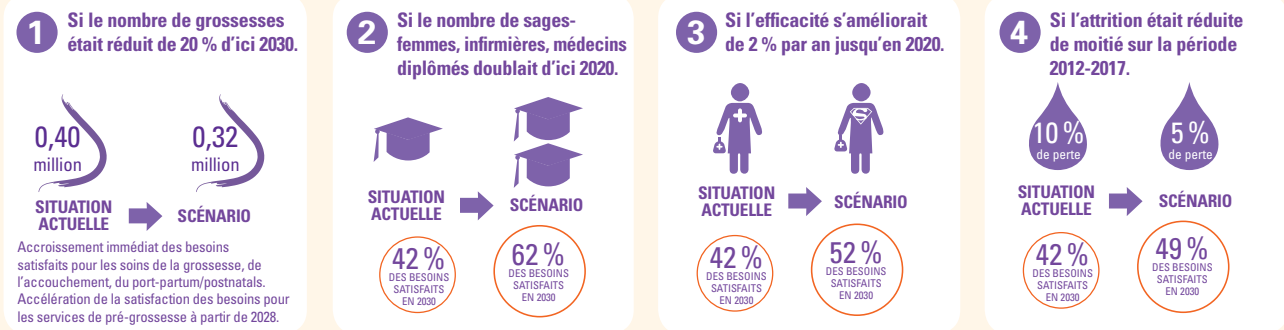 1
Si le nombre de grossesses
était réduit de 20 % d'ici 2030.
0,40
million
0,32
million
SITUATION
ACTUELLE
SCÉNARIO
Accroissement immédiat des besoins
satisfaits pour les soins de la grossesse, de
l'accouchement, du port-partum/postnatals.
Accélération de la satisfaction des besoins pour
les services de pré-grossesse à partir de 2028.
2
Si le nombre de sages-
femmes, infirmières, médecins
diplômés doublait d'ici 2020.
SITUATION
ACTUELLE
SCÉNARIO
42 %
DES BESOINS
SATISFAITS
EN 2030
62 %
DES BESOINS
SATISFAITS
EN 2030
3
Si l'efficacité s'améliorait
de 2 % par an jusqu'en 2020.
S
SITUATION
ACTUELLE
SCÉNARIO
42 %
DES BESOINS
SATISFAITS
EN 2030
52 %
DES BESOINS
SATISFAITS
EN 2030
4
Si l'attrition était réduite
de moitié sur la période
2012-2017.
10 %
de perte
5 %
de perte
SITUATION
ACTUELLE
SCÉNARIO
42 %
DES BESOINS
SATISFAITS
EN 2030
49 %
DES BESOINS
SATISFAITS
EN 2030